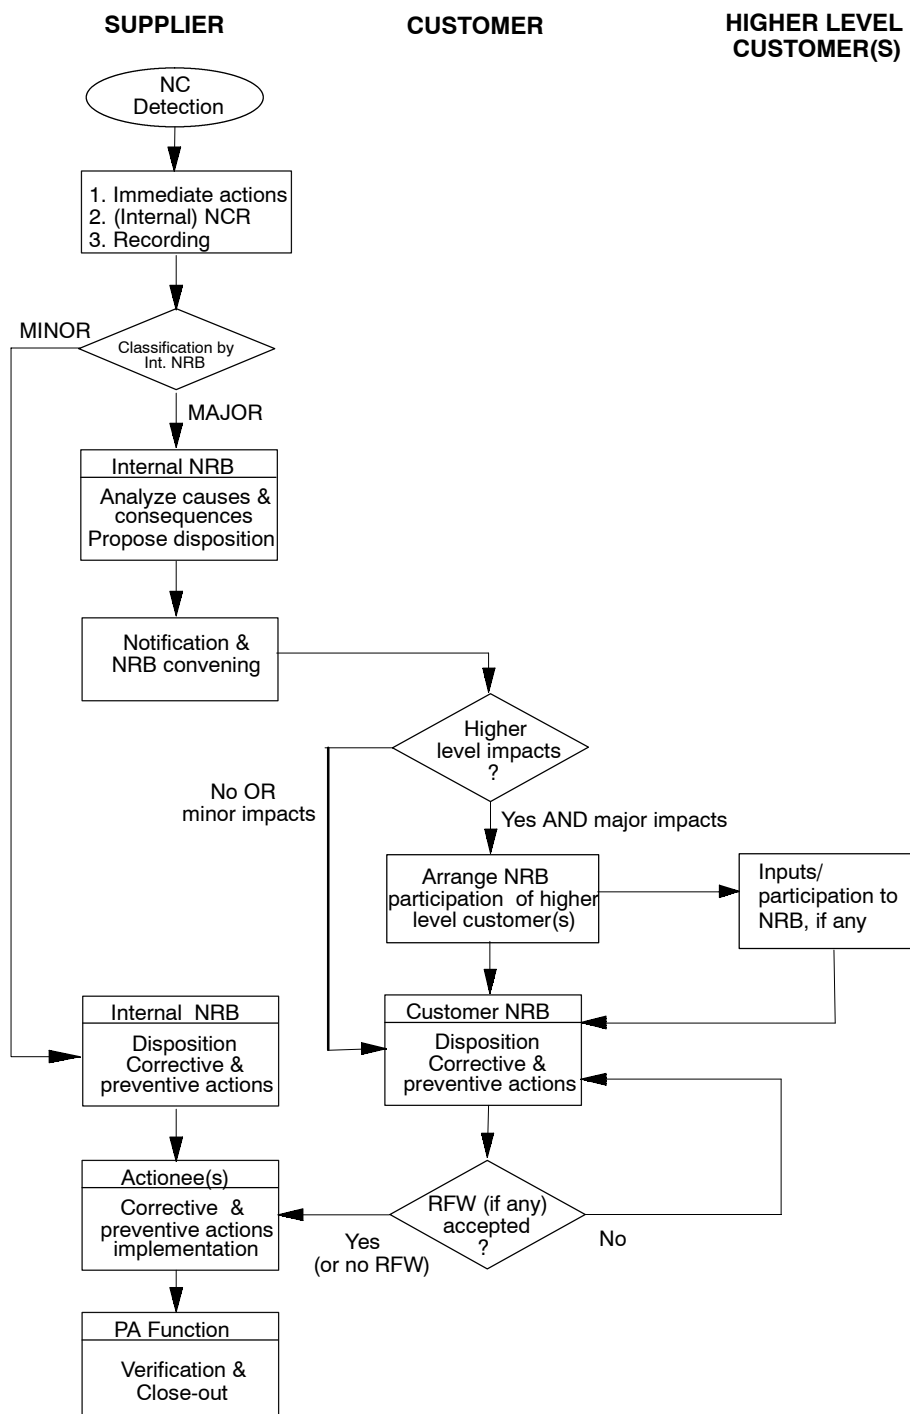 SUPPLIER
CUSTOMER
HIGHER LEVEL
CUSTOMER(S)
NC
Detection
1. Immediate actions
2. (Internal) NCR
3. Recording
MINOR
Classification by
Int. NRB
MAJOR
Internal NRB
Analyze causes &
consequences
Propose disposition
Notification &
NRB convening
Higher
level impacts
?
No OR
minor impacts
Yes AND major impacts
Arrange NRB
participation of higher
level customer(s)
Inputs/
participation to
NRB, if any
Internal NRB
Disposition
Corrective &
preventive actions
Customer NRB
Disposition
Corrective &
preventive actions
Actionee(s)
Corrective &
preventive actions
implementation
RFW (if any)
accepted
?
Yes
(or no RFW)
No
PA Function
Verification &
Close-out